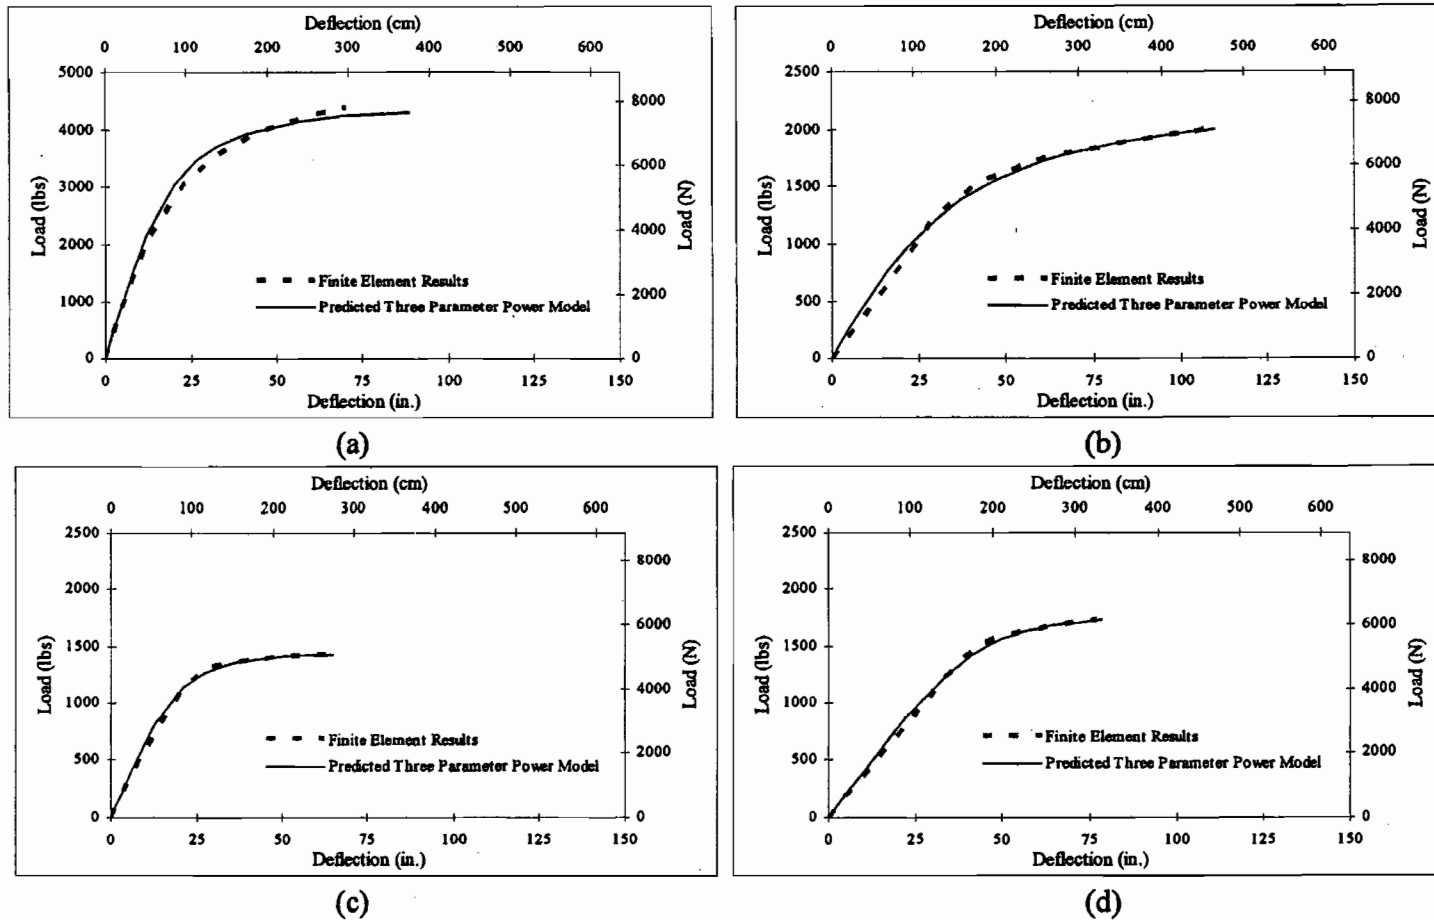 Deflection (cm)
0 100 200 300 400 500 600
5000
4000
3000
2000
1000
0
Load (lbs)
8000
6000
4000
2000
0
Load (N)
Finite Element Results
Predicted Three Parameter Power Model
0 25 50 75 100 125 150
Deflection (in.)
(a)
Deflection (cm)
0 100 200 300 400 500 600
2500
2000
1500
1000
500
0
Load (lbs)
8000
6000
4000
2000
0
Load (N)
Finite Element Results
Predicted Three Parameter Power Model
0 25 50 75 100 125 150
Deflection (in.)
(b)
Deflection (cm)
0 100 200 300 400 500 600
2500
2000
1500
1000
500
0
Load (lbs)
8000
6000
4000
2000
0
Load (N)
Finite Element Results
Predicted Three Parameter Power Model
0 25 50 75 100 125 150
Deflection (in.)
(c)
Deflection (cm)
0 100 200 300 400 500 600
2500
2000
1500
1000
500
0
Load (lbs)
8000
6000
4000
2000
0
Load (N)
Finite Element Results
Predicted Three Parameter Power Model
0 25 50 75 100 125 150
Deflection (in.)
(d)